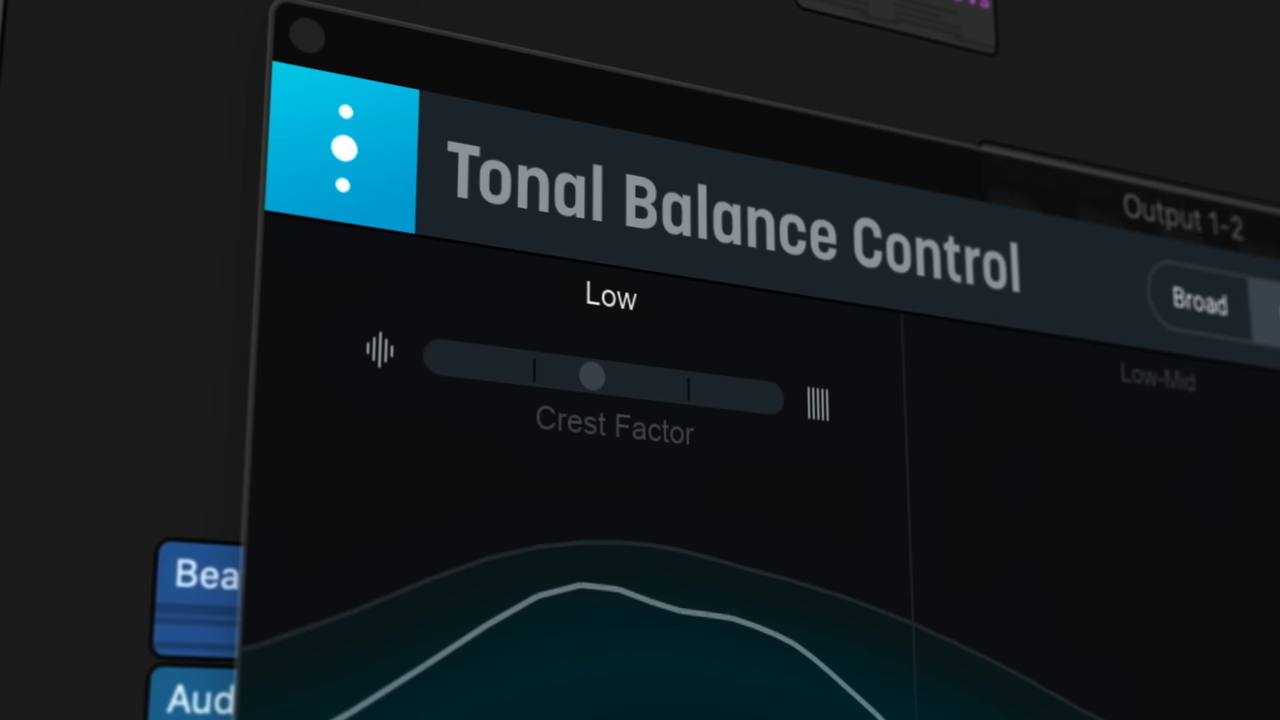 Tonal Balance Control
Output 1-2
Broad
Low
Low-Mid
Crest Factor
Bea
Aud